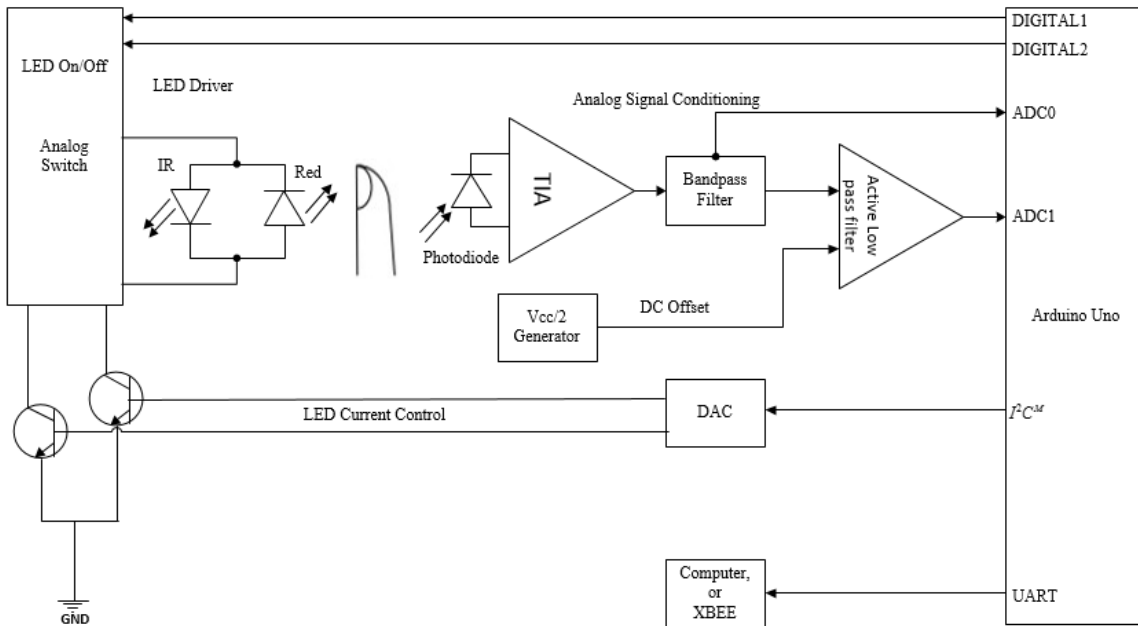 DIGITAL1
DIGITAL2
LED On/Off
LED Driver
Analog
Switch
IR
Red
Photodiode
TIA
Analog Signal Conditioning
Bandpass
Filter
Active Low
pass filter
ADC0
ADC1
Vcc/2
Generator
DC Offset
Arduino Uno
LED Current Control
DAC
I²Cᴹ
GND
Computer,
or
XBEE
UART